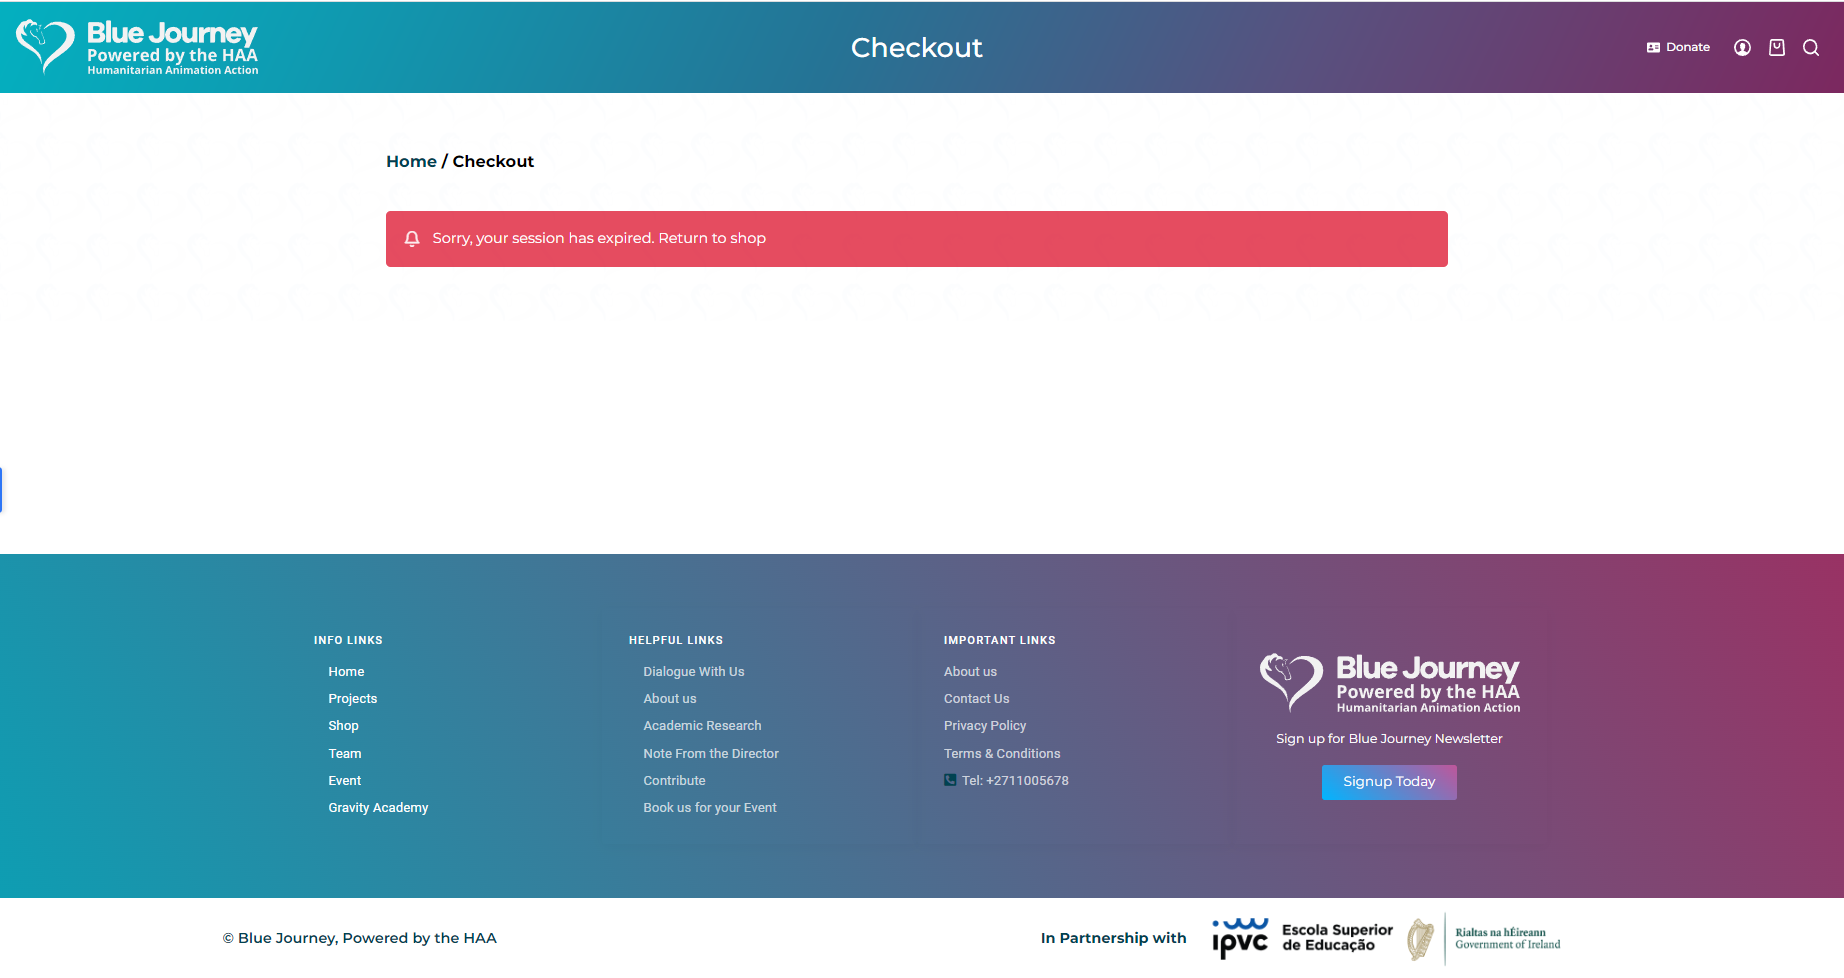 Blue Journey
Powered by the HAA
Humanitarian Animation Action
Checkout
Donate
Home / Checkout
Sorry, your session has expired. Return to shop
INFO LINKS
Home
Projects
Shop
Team
Event
Gravity Academy
HELPFUL LINKS
Dialogue With Us
About us
Academic Research
Note From the Director
Contribute
Book us for your Event
IMPORTANT LINKS
About us
Contact Us
Privacy Policy
Terms & Conditions
Tel: +2711005678
Blue Journey
Powered by the HAA
Humanitarian Animation Action
Sign up for Blue Journey Newsletter
Signup Today
© Blue Journey, Powered by the HAA
In Partnership with
ipvc
Escola Superior
de Educação
Rialtas na hÉireann
Government of Ireland